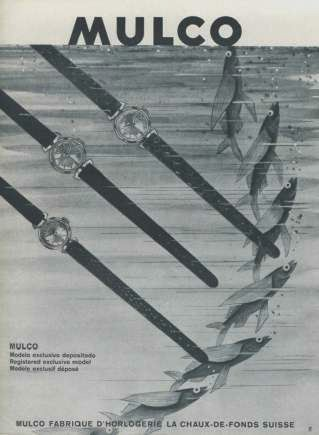 MULCO
MULCO
Modelo exclusivo depositado
Registered exclusive model
Modèle exclusif déposé
MULCO FABRIQUE D'HORLOGERIE LA CHAUX-DE-FONDS SUISSE